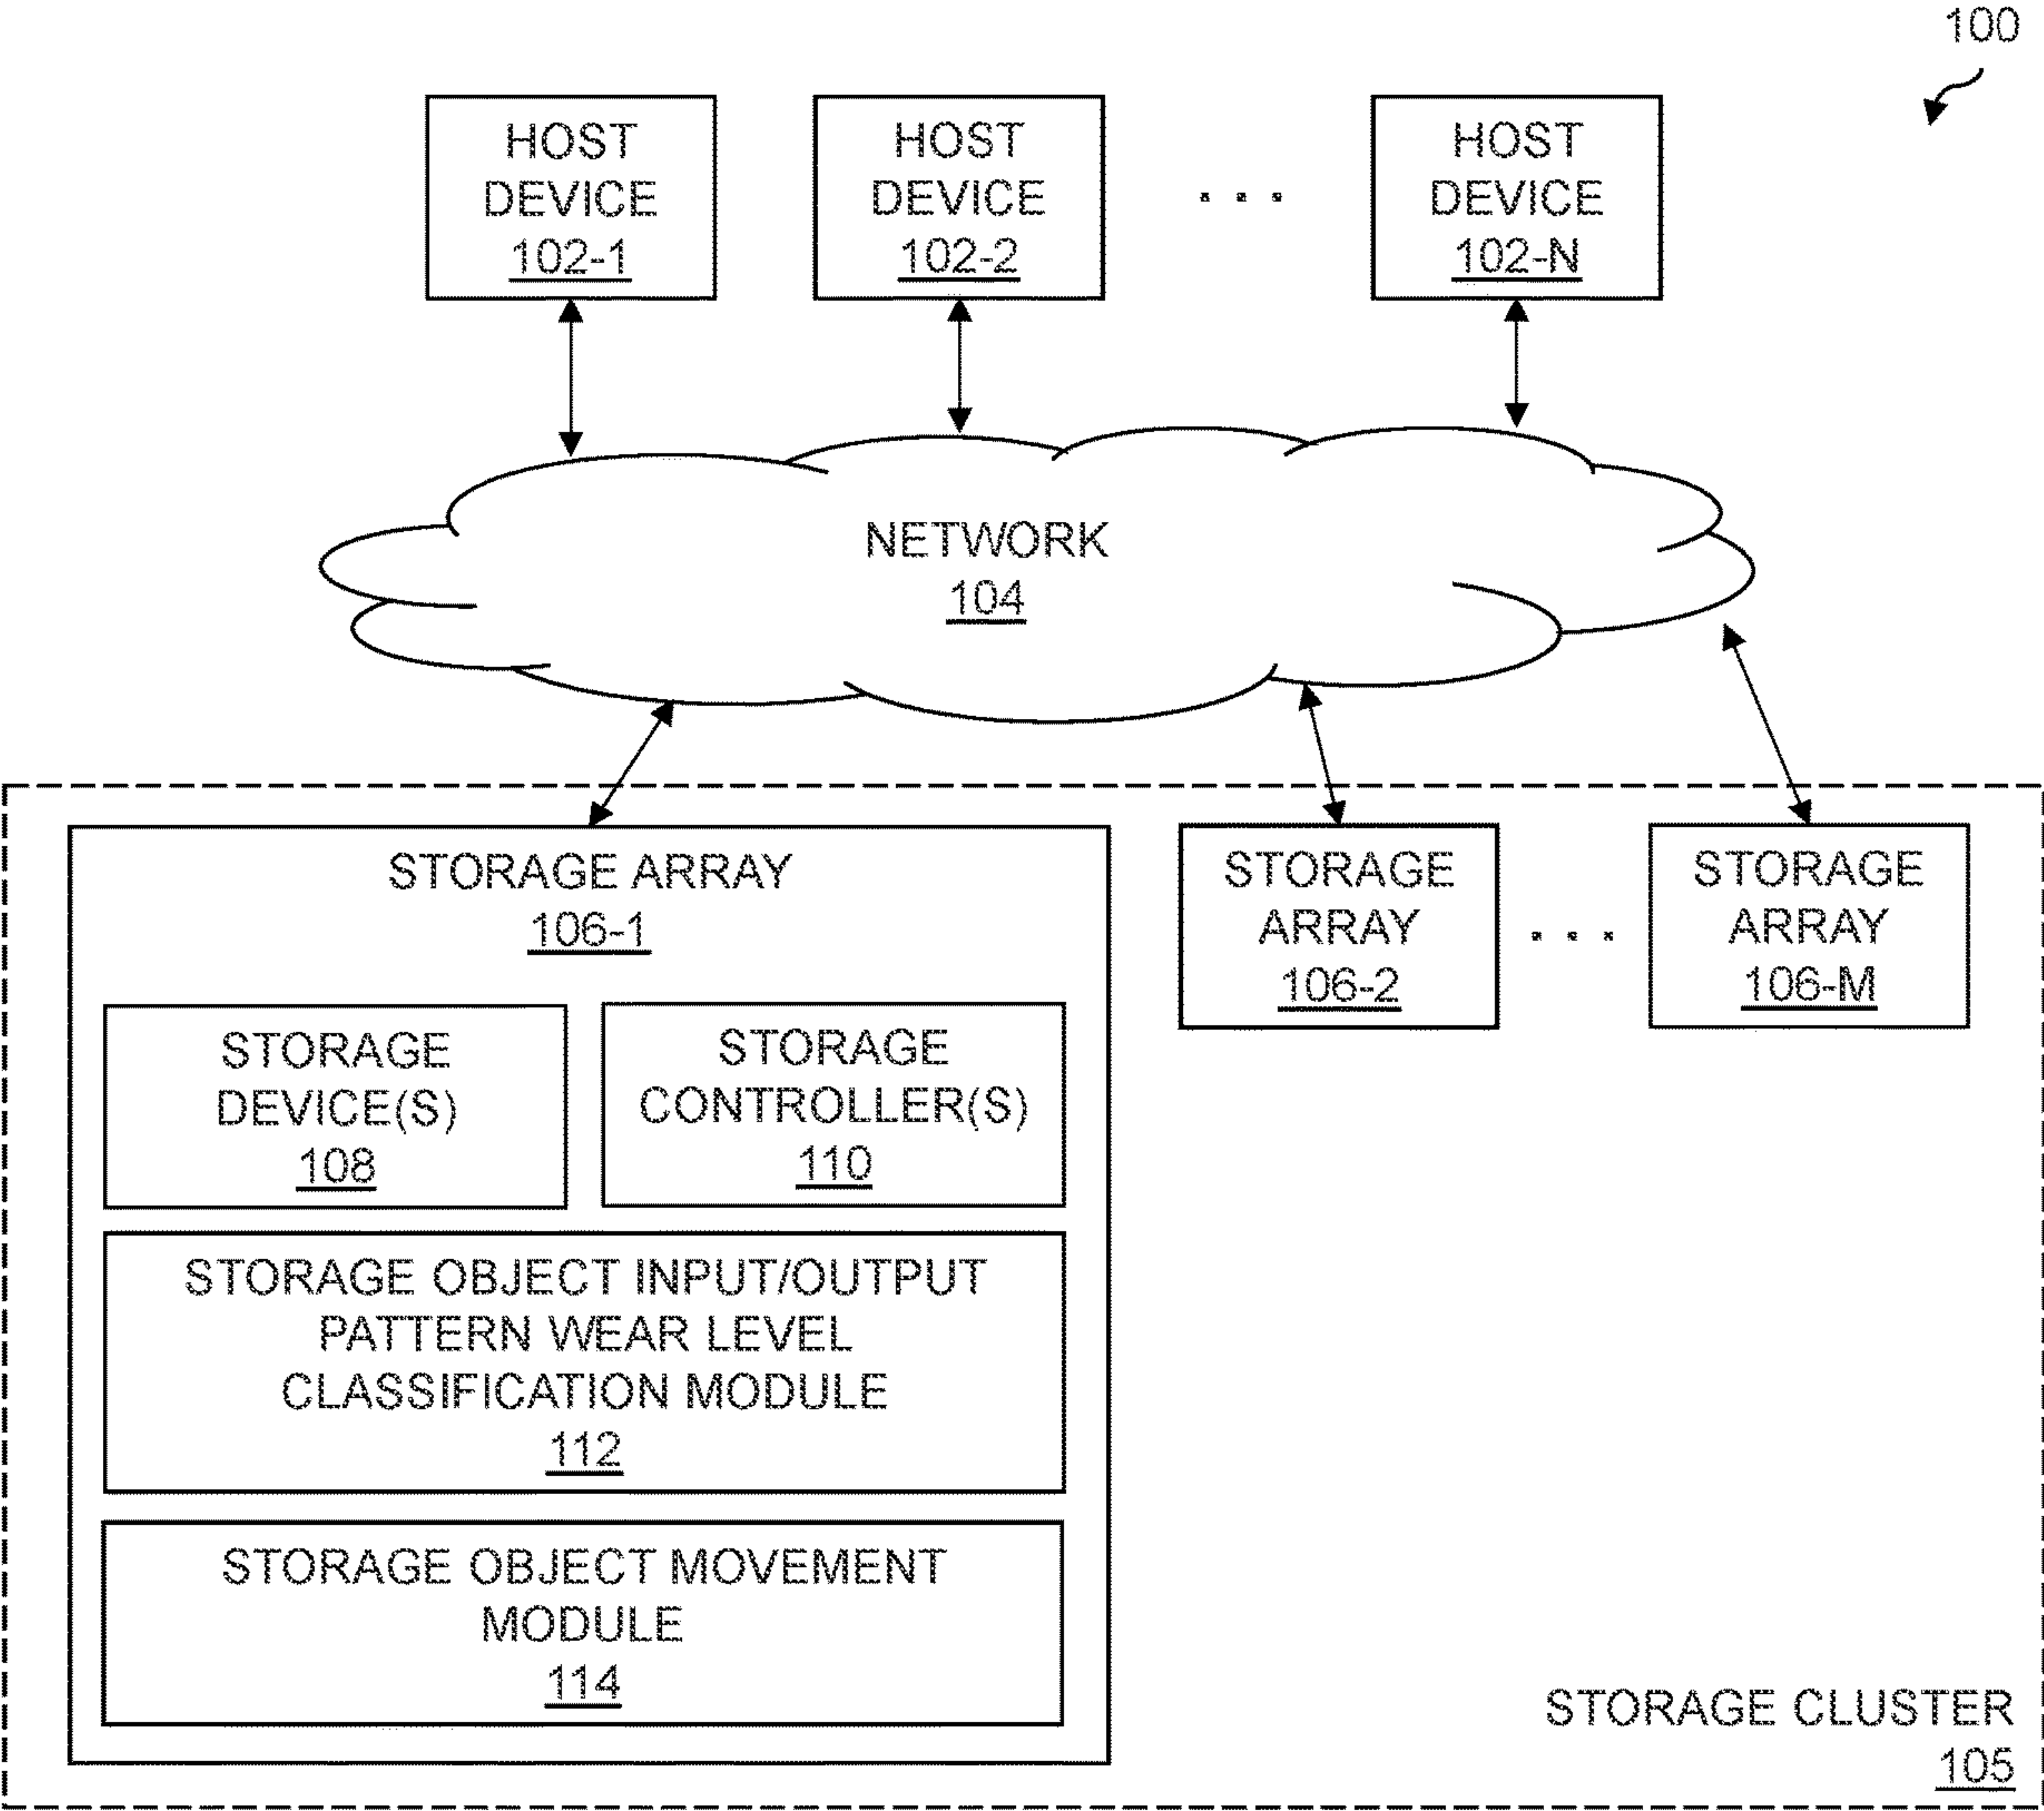 100
HOST
DEVICE
102-1
HOST
DEVICE
102-2
. . .
HOST
DEVICE
102-N
NETWORK
104
STORAGE ARRAY
106-1
STORAGE
DEVICE(S)
108
STORAGE
CONTROLLER(S)
110
STORAGE OBJECT INPUT/OUTPUT
PATTERN WEAR LEVEL
CLASSIFICATION MODULE
112
STORAGE OBJECT MOVEMENT
MODULE
114
STORAGE
ARRAY
106-2
. . .
STORAGE
ARRAY
106-M
STORAGE CLUSTER
105